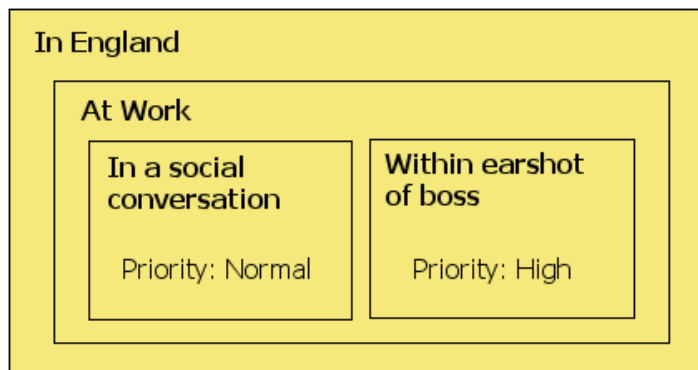 In England
At Work
In a social
conversation
Priority: Normal
Within earshot
of boss
Priority: High